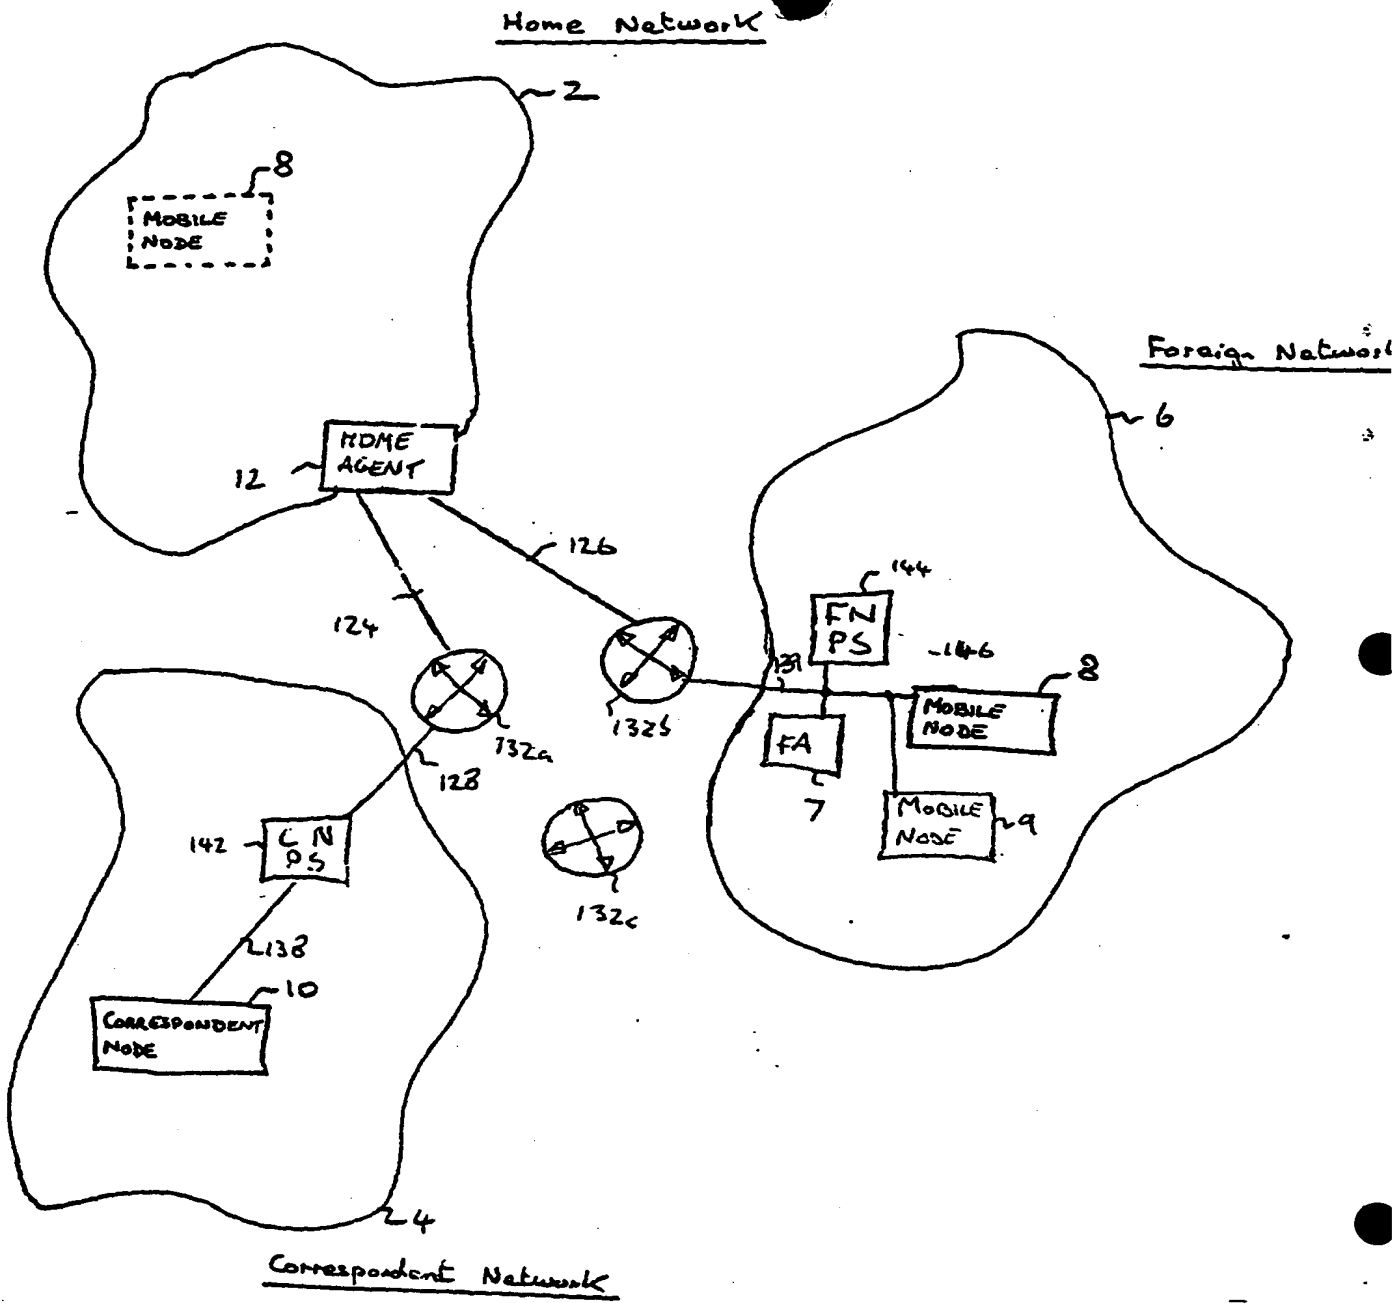 Home Network
2
8
MOBILE
NODE
Foreign Network
6
HOME
AGENT
12
126
144
124
FN
PS
139
146
8
MOBILE
NODE
132b
132a
FA
128
7
MOBILE
NODE
9
142
CN
PS
132c
138
10
CORRESPONDENT
NODE
4
Correspondent Network